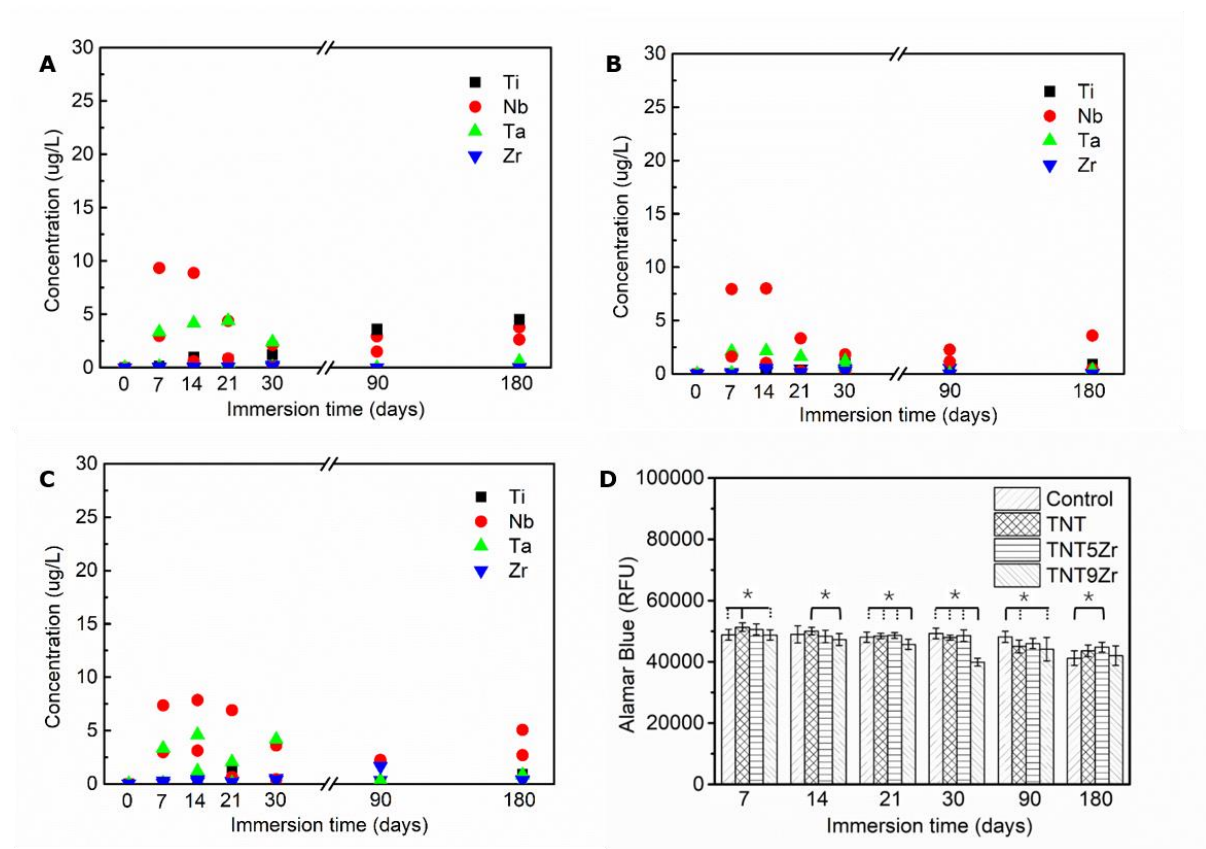 A
Concentration (ug/L)
30
25
20
15
10
5
0
Ti
Nb
Ta
Zr
0 7 14 21 30 90 180
Immersion time (days)
B
Concentration (ug/L)
30
25
20
15
10
5
0
Ti
Nb
Ta
Zr
0 7 14 21 30 90 180
Immersion time (days)
C
Concentration (ug/L)
30
25
20
15
10
5
0
Ti
Nb
Ta
Zr
0 7 14 21 30 90 180
Immersion time (days)
D
Alamar Blue (RFU)
100000
80000
60000
40000
20000
0
Control
TNT
TNT5Zr
TNT9Zr
* * * * * *
7 14 21 30 90 180
Immersion time (days)